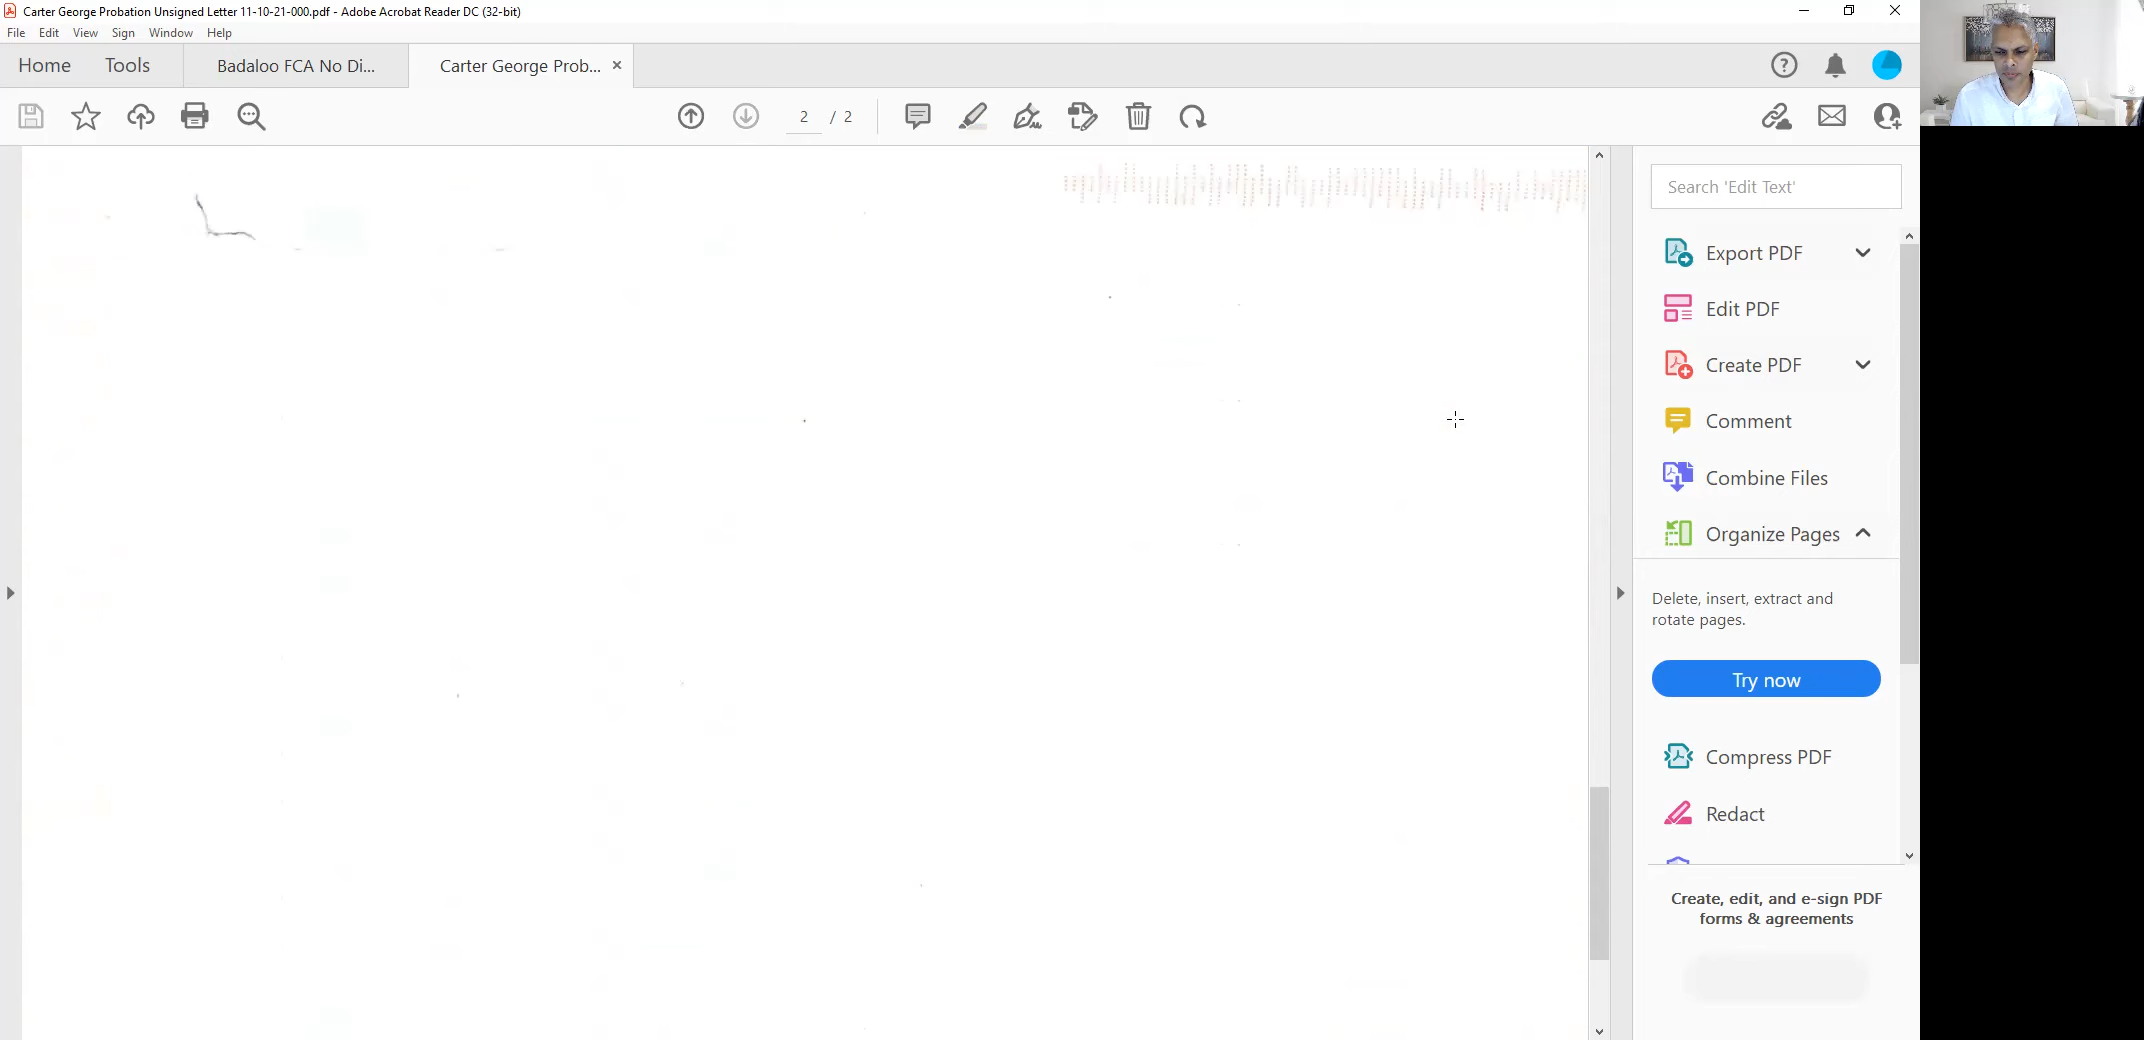 Carter George Probation Unsigned Letter 11-10-21-000.pdf - Adobe Acrobat Reader DC (32-bit)
File Edit View Sign Window Help
Home Tools Badaloo FCA No Di... Carter George Prob... ×
2 / 2
Search 'Edit Text'
Export PDF
Edit PDF
Create PDF
Comment
Combine Files
Organize Pages
Delete, insert, extract and
rotate pages.
Try now
Compress PDF
Redact
Create, edit, and e-sign PDF
forms & agreements